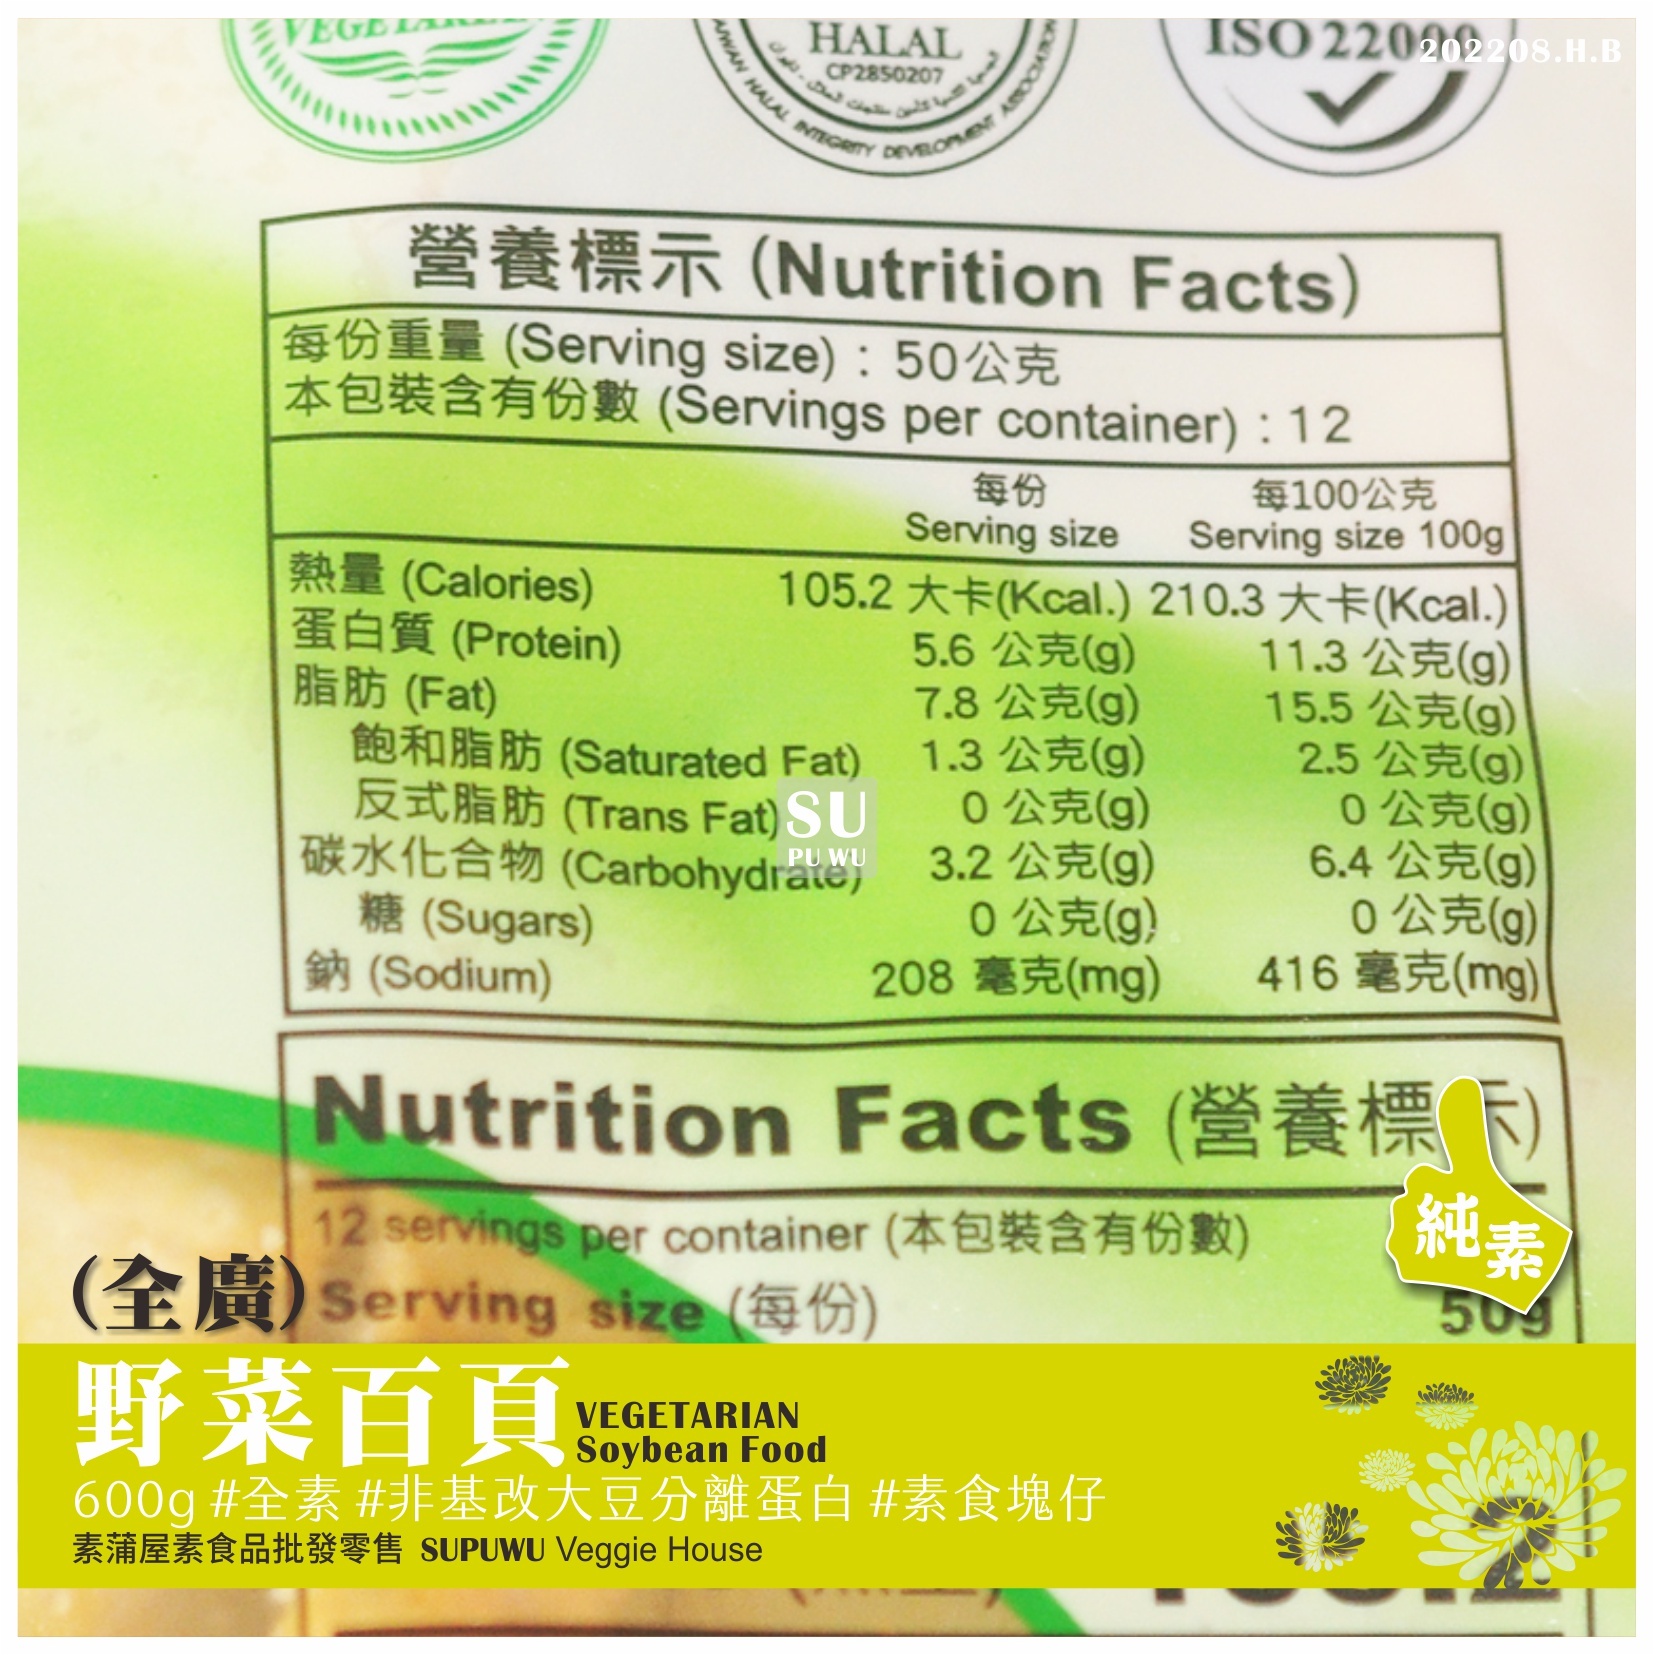 VEGETARIAN
HALAL
CP2850207
TAIWAN HALAL INTEGRITY DEVELOPMENT ASSOCIATION
ISO 22000
202208.H.B
營養標示 (Nutrition Facts)
每份重量 (Serving size) : 50公克
本包裝含有份數 (Servings per container) : 12
每份 每100公克
Serving size Serving size 100g
熱量 (Calories) 105.2 大卡(Kcal.) 210.3 大卡(Kcal.)
蛋白質 (Protein) 5.6 公克(g) 11.3 公克(g)
脂肪 (Fat) 7.8 公克(g) 15.5 公克(g)
飽和脂肪 (Saturated Fat) 1.3 公克(g) 2.5 公克(g)
反式脂肪 (Trans Fat) 0 公克(g) 0 公克(g)
碳水化合物 (Carbohydrate) 3.2 公克(g) 6.4 公克(g)
糖 (Sugars) 0 公克(g) 0 公克(g)
鈉 (Sodium) 208 毫克(mg) 416 毫克(mg)
SU
PU WU
Nutrition Facts (營養標示)
12 servings per container (本包裝含有份數)
Serving size (每份) 50g
純素
(全廣)
野菜百頁
VEGETARIAN
Soybean Food
600g #全素 #非基改大豆分離蛋白 #素食塊仔
素蒲屋素食品批發零售 SUPUWU Veggie House